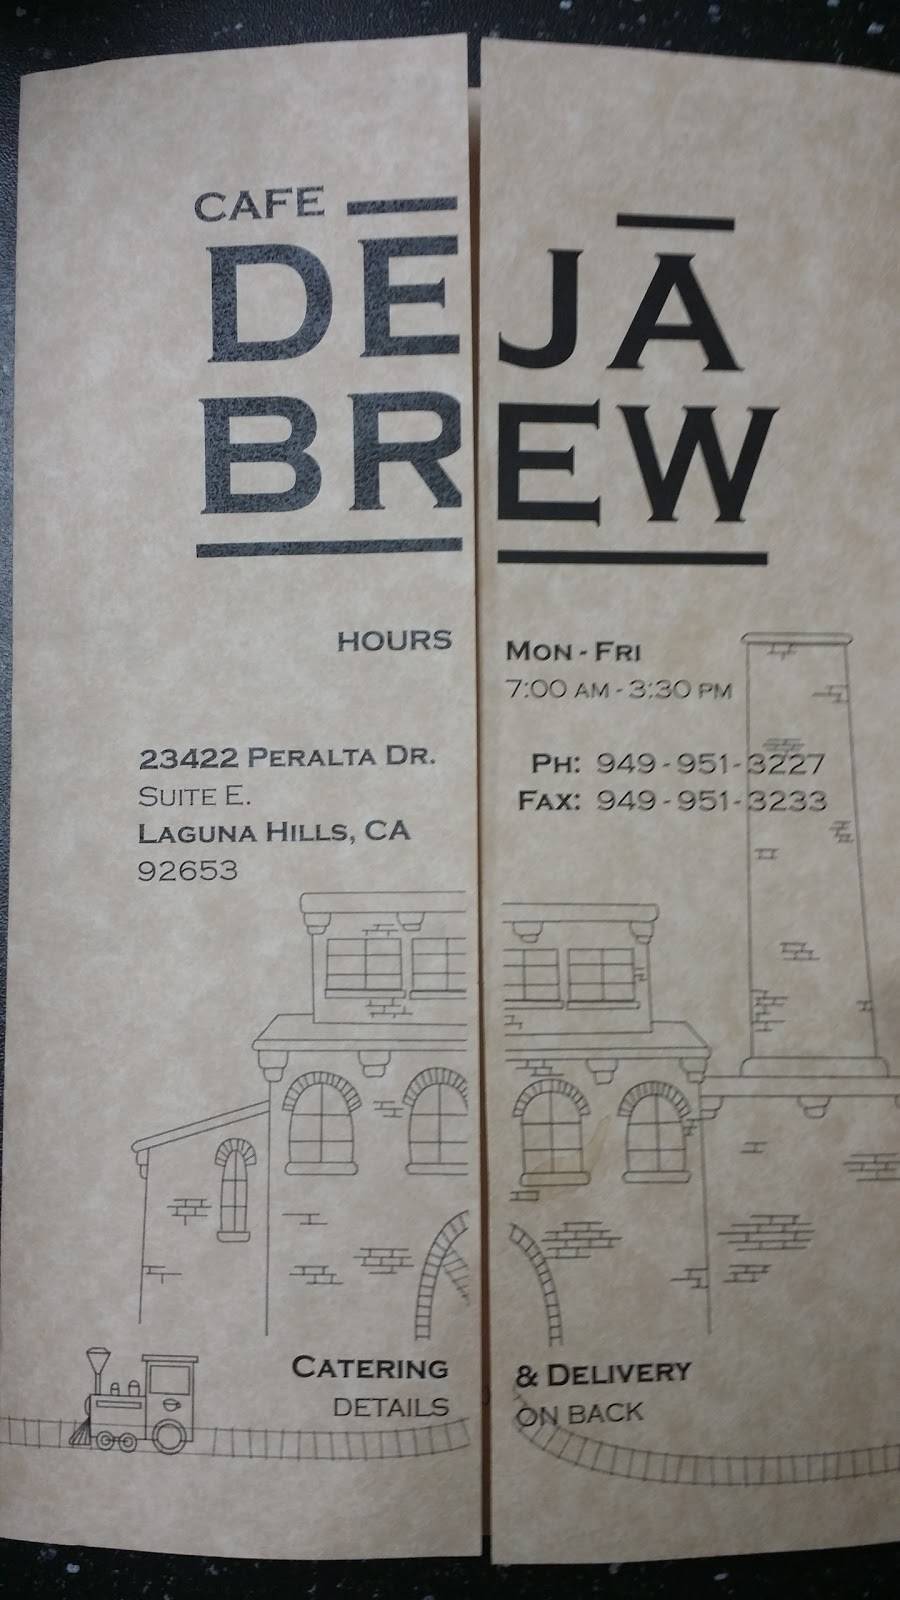 CAFE
DĒJĀ
BREW
HOURS MON - FRI
7:00 AM - 3:30 PM
23422 PERALTA DR.
SUITE E.
LAGUNA HILLS, CA
92653
PH: 949-951-3227
FAX: 949-951-3233
CATERING & DELIVERY
DETAILS ON BACK